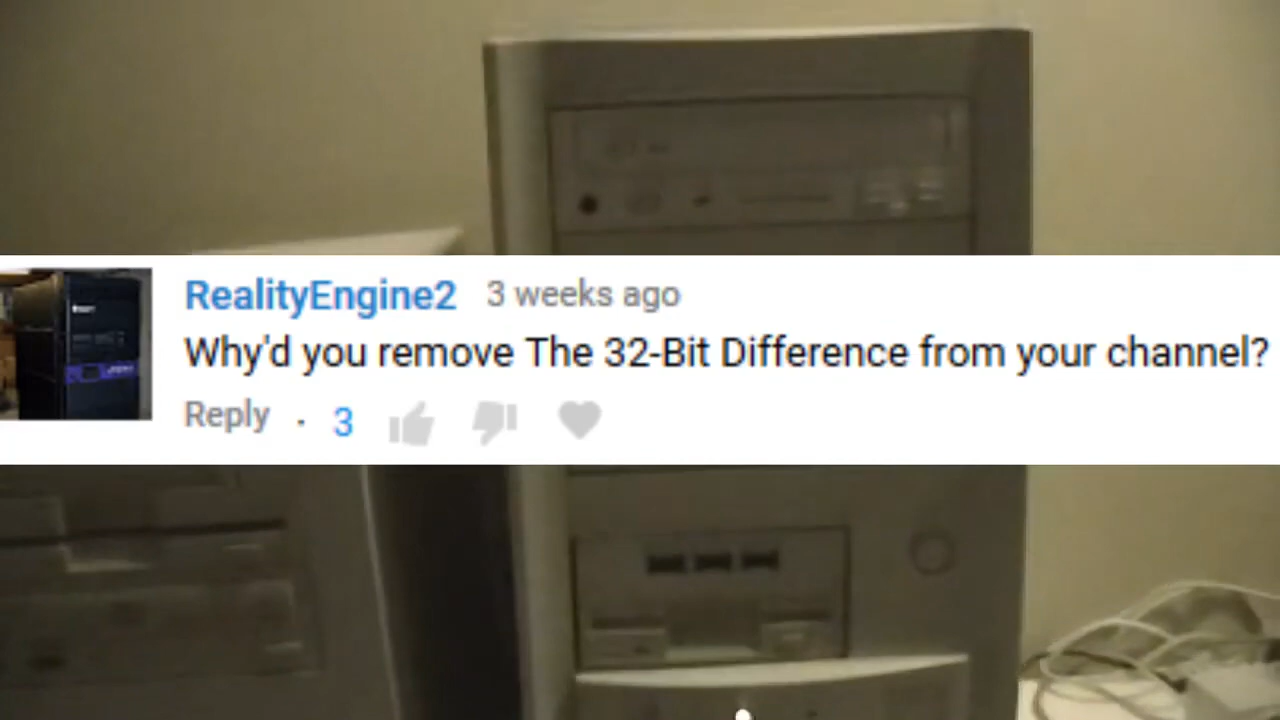 RealityEngine2 3 weeks ago
Why'd you remove The 32-Bit Difference from your channel?
Reply · 3